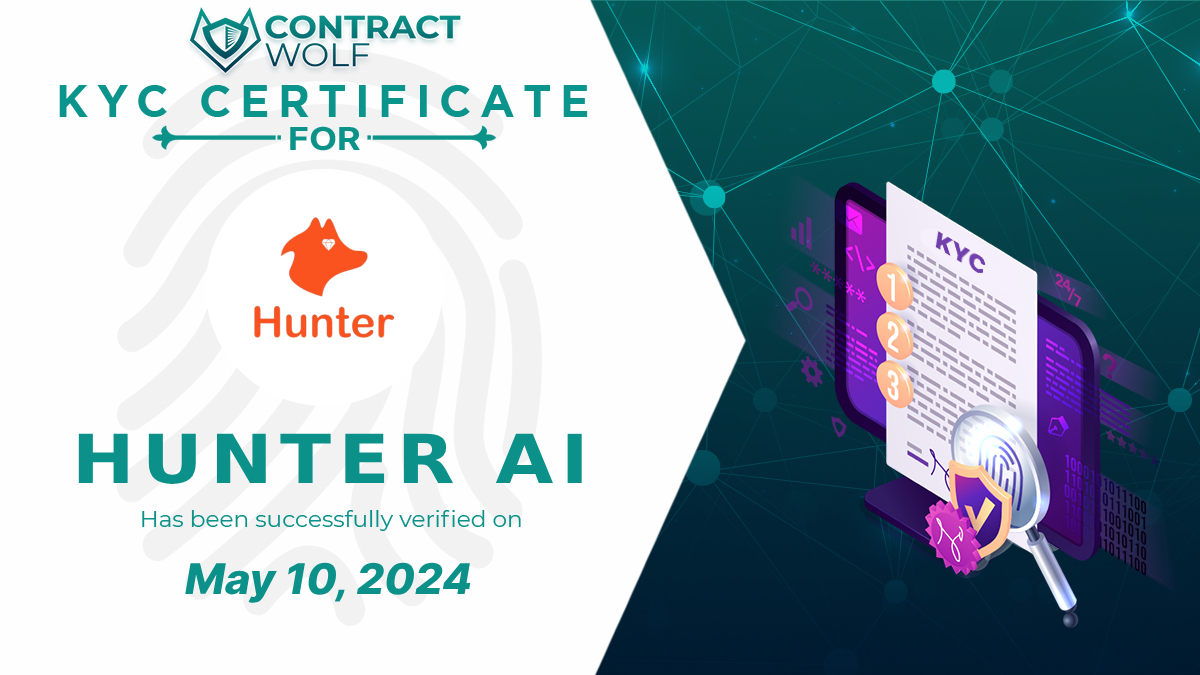 CONTRACT
WOLF
KYC CERTIFICATE
FOR
Hunter
HUNTER AI
Has been successfully verified on
May 10, 2024
KYC
1
2
3
24/7